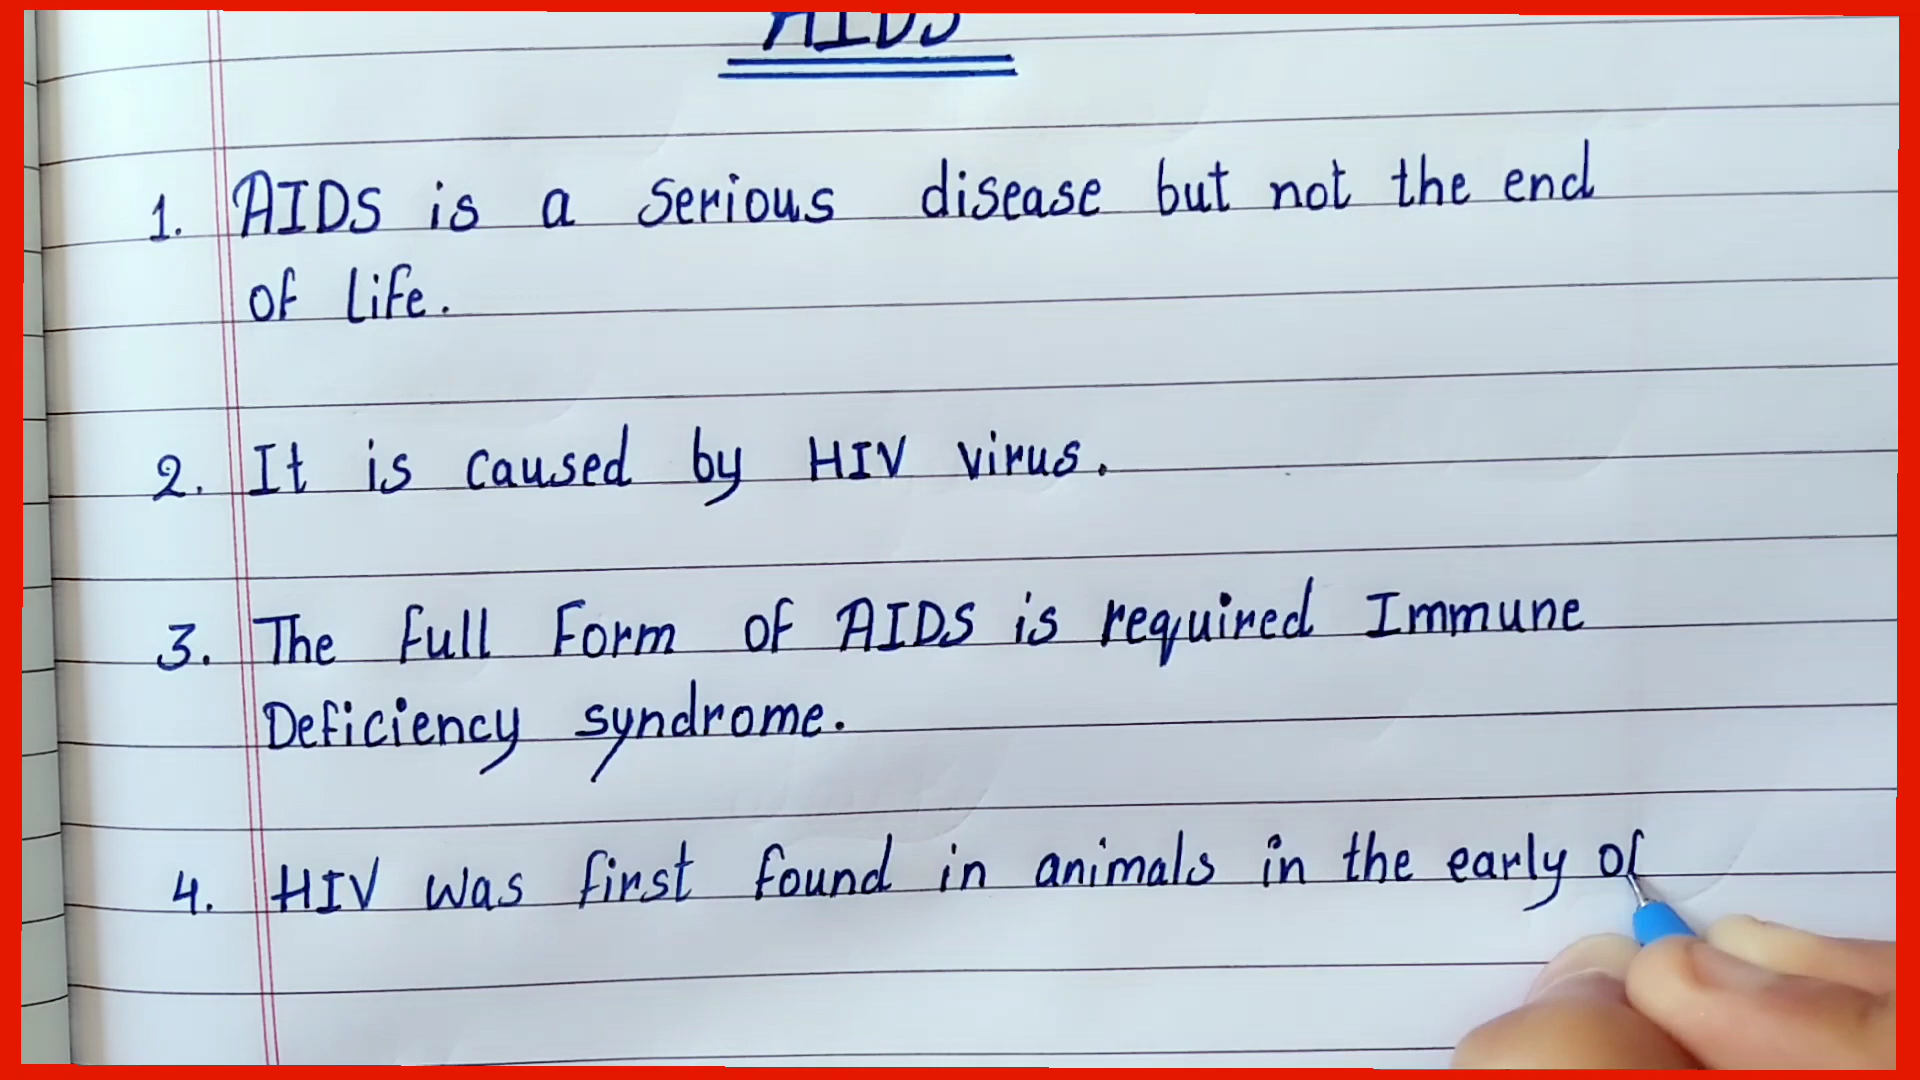 AIDS
1. AIDS is a serious disease but not the end
of life.
2. It is caused by HIV virus.
3. The full form of AIDS is required Immune
Deficiency syndrome.
4. HIV was first found in animals in the early of